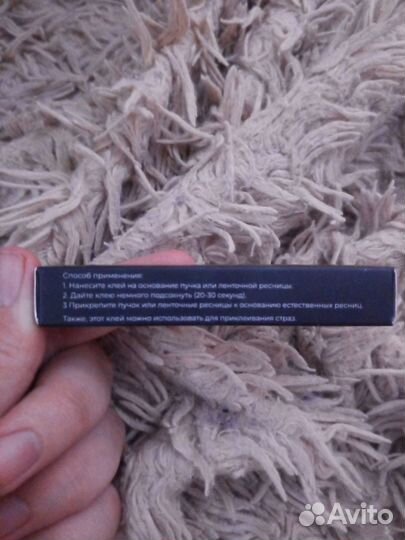 Способ применения:
1. Нанесите клей на основание пучка или ленточной ресницы.
2. Дайте клею немного подсохнуть (20-30 секунд).
3 Прикрепите пучок или ленточные ресницы к основанию естественных ресниц.
Также, этот клей можно использовать для приклеивания страз.
Avito